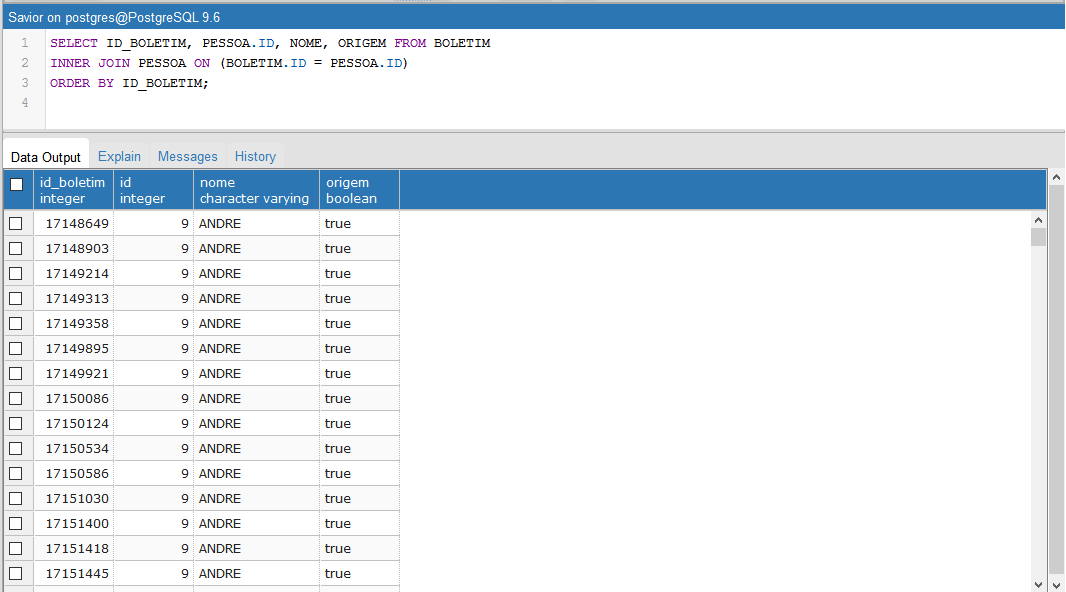 Savior on postgres@PostgreSQL 9.6
1 SELECT ID_BOLETIM, PESSOA.ID, NOME, ORIGEM FROM BOLETIM
2 INNER JOIN PESSOA ON (BOLETIM.ID = PESSOA.ID)
3 ORDER BY ID_BOLETIM;
4
Data Output Explain Messages History
id_boletim id nome origem
integer integer character varying boolean
17148649 9 ANDRE true
17148903 9 ANDRE true
17149214 9 ANDRE true
17149313 9 ANDRE true
17149358 9 ANDRE true
17149895 9 ANDRE true
17149921 9 ANDRE true
17150086 9 ANDRE true
17150124 9 ANDRE true
17150534 9 ANDRE true
17150586 9 ANDRE true
17151030 9 ANDRE true
17151400 9 ANDRE true
17151418 9 ANDRE true
17151445 9 ANDRE true